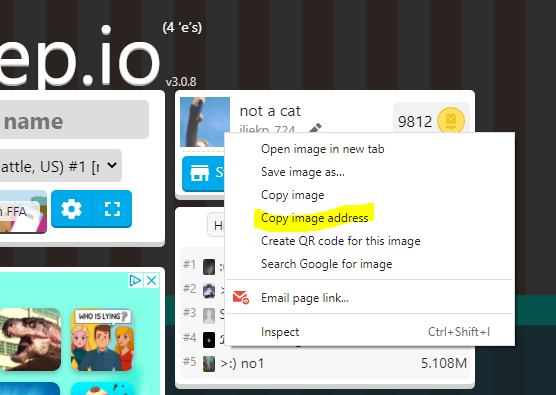 (4 'e's')
ep.io
v3.0.8
name
not a cat
9812
eattle, US) #1 [
n FFA
Open image in new tab
Save image as...
Copy image
Copy image address
Create QR code for this image
Search Google for image
Email page link...
Inspect Ctrl+Shift+I
WHO IS LYING?
#1
#2 >
#3 S
#4
#5 >:) no1 5.108M